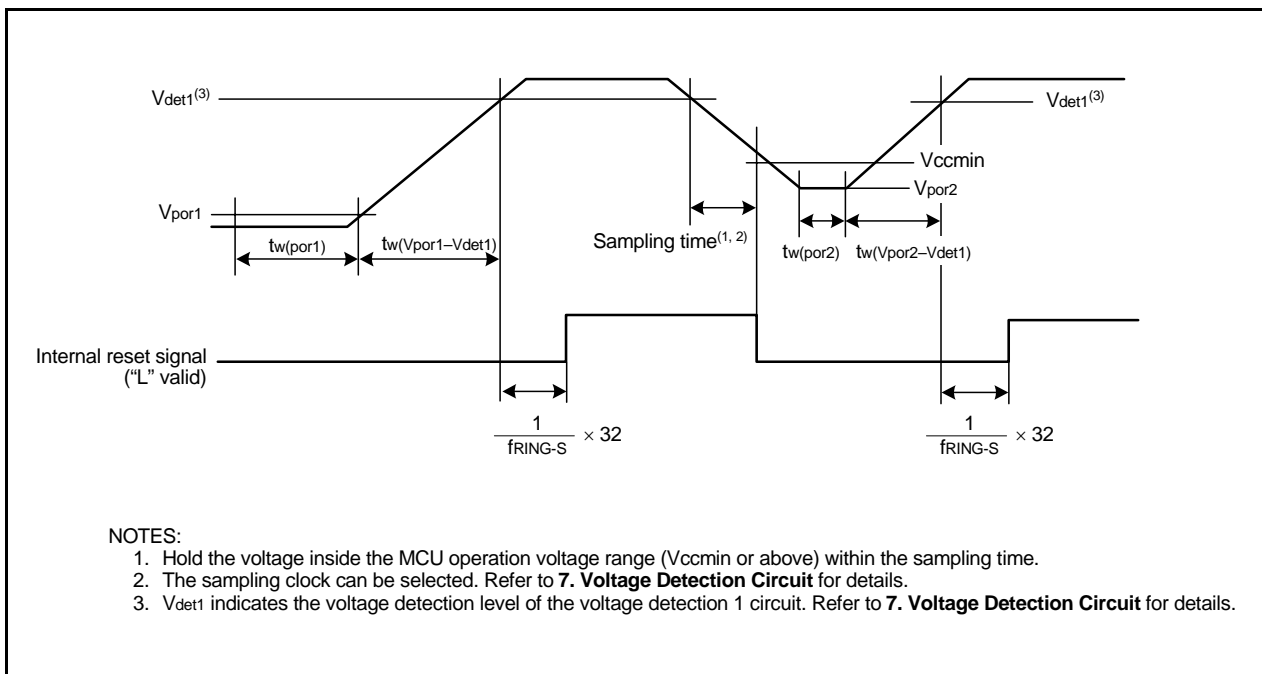 Vdet1(3)
Vdet1(3)
Vccmin
Vpor2
Vpor1
tw(por1)
tw(Vpor1–Vdet1)
Sampling time(1, 2)
tw(por2)
tw(Vpor2–Vdet1)
Internal reset signal
(“L” valid)
1
fRING-S
× 32
1
fRING-S
× 32
NOTES:
1. Hold the voltage inside the MCU operation voltage range (Vccmin or above) within the sampling time.
2. The sampling clock can be selected. Refer to 7. Voltage Detection Circuit for details.
3. Vdet1 indicates the voltage detection level of the voltage detection 1 circuit. Refer to 7. Voltage Detection Circuit for details.